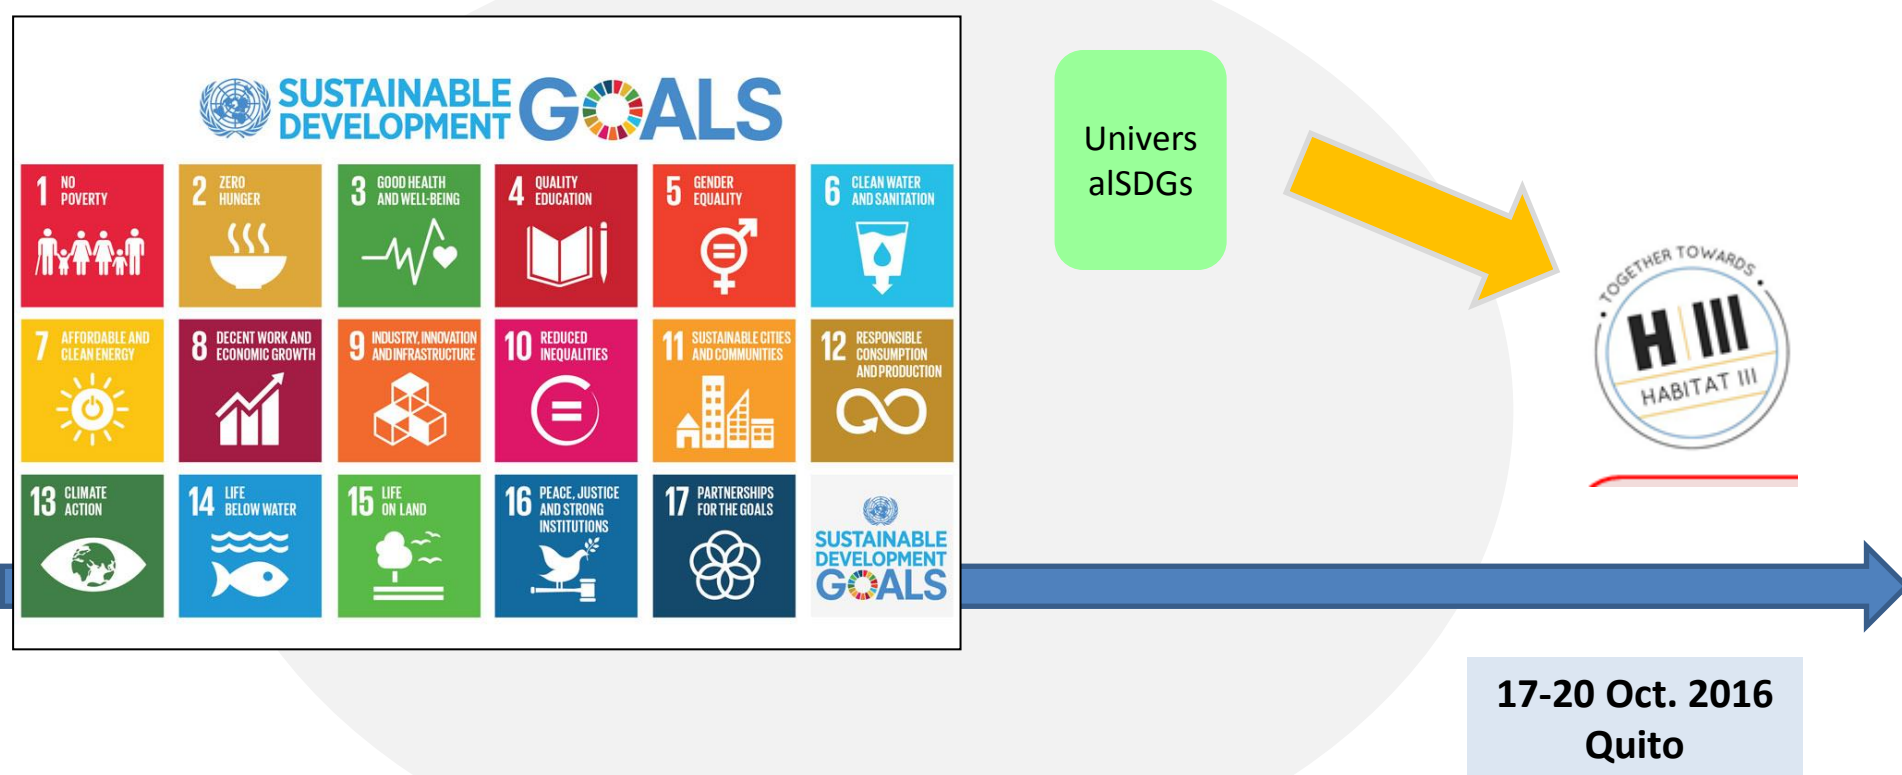 SUSTAINABLE
DEVELOPMENT
GOALS
1 NO
POVERTY
2 ZERO
HUNGER
3 GOOD HEALTH
AND WELL-BEING
4 QUALITY
EDUCATION
5 GENDER
EQUALITY
6 CLEAN WATER
AND SANITATION
7 AFFORDABLE AND
CLEAN ENERGY
8 DECENT WORK AND
ECONOMIC GROWTH
9 INDUSTRY, INNOVATION
AND INFRASTRUCTURE
10 REDUCED
INEQUALITIES
11 SUSTAINABLE CITIES
AND COMMUNITIES
12 RESPONSIBLE
CONSUMPTION
AND PRODUCTION
13 CLIMATE
ACTION
14 LIFE
BELOW WATER
15 LIFE
ON LAND
16 PEACE, JUSTICE
AND STRONG
INSTITUTIONS
17 PARTNERSHIPS
FOR THE GOALS
SUSTAINABLE
DEVELOPMENT
GOALS
Univers
alSDGs
• TOGETHER TOWARDS •
H III
HABITAT III
17-20 Oct. 2016
Quito